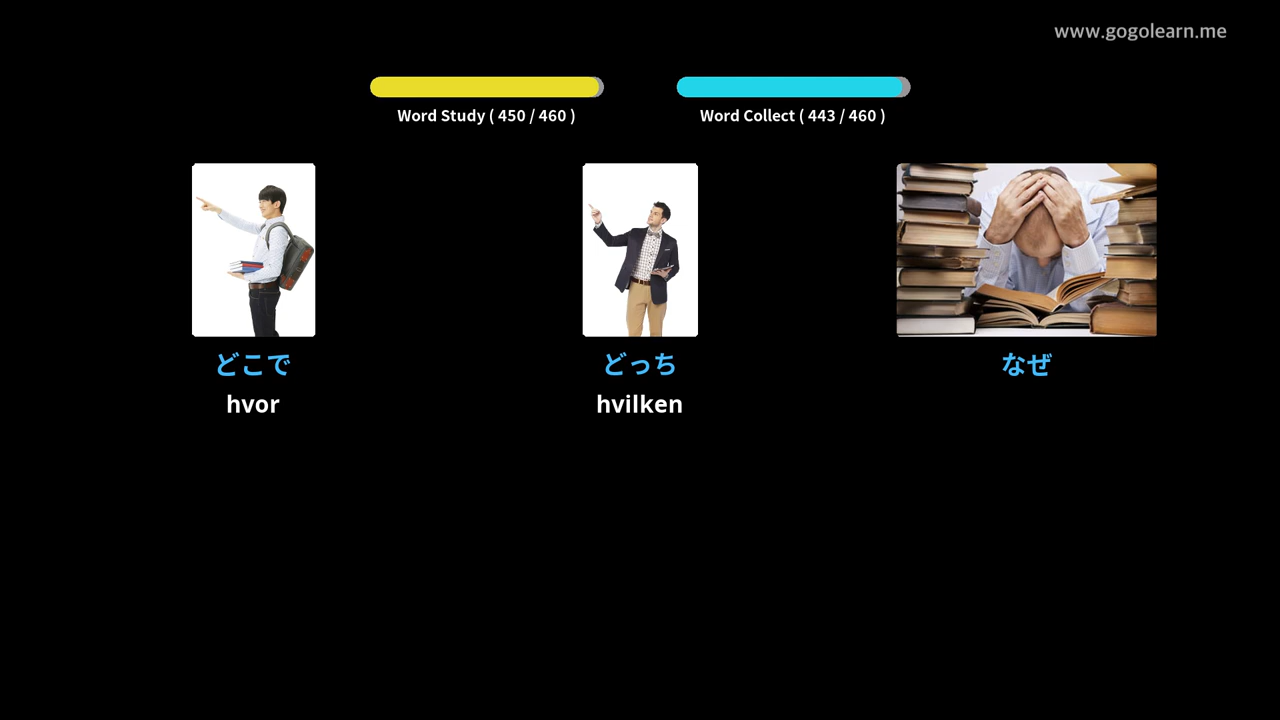 www.gogolearn.me
Word Study ( 450 / 460 )
Word Collect ( 443 / 460 )
どこで
どっち
なぜ
hvor
hvilken